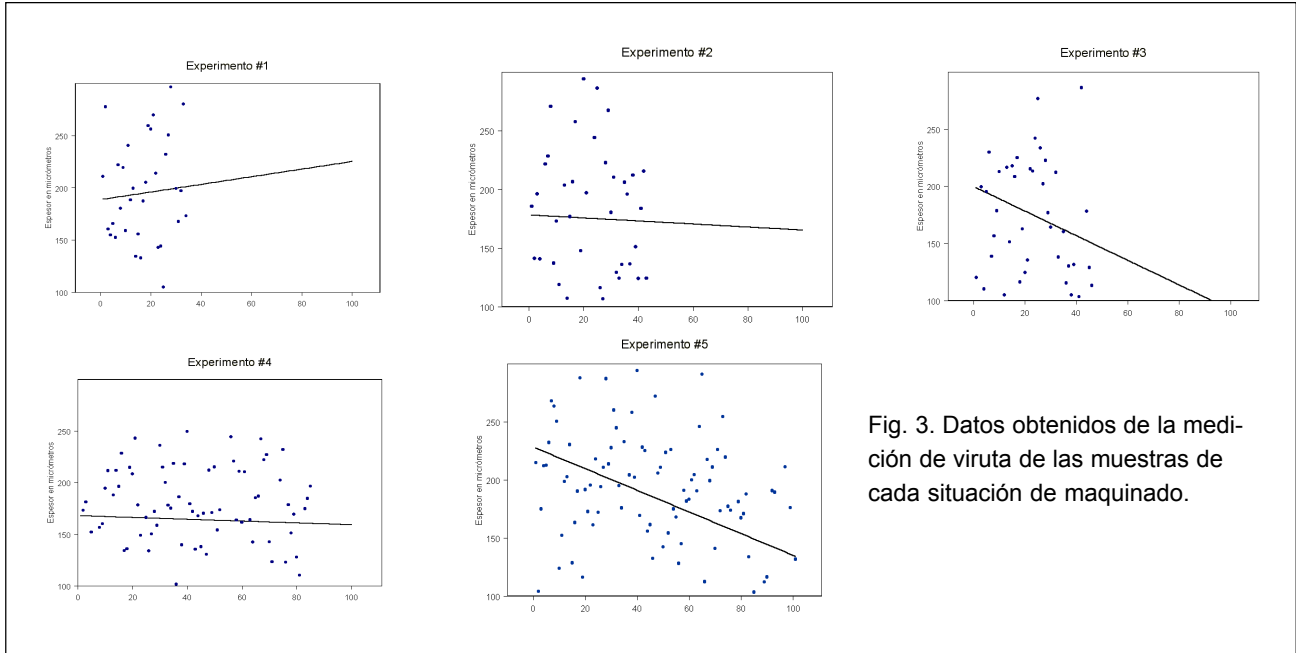 Experimento #1
Espesor en micrómetros
250
200
150
100
0 20 40 60 80 100
Experimento #2
Espesor en micrómetros
250
200
150
100
0 20 40 60 80 100
Experimento #3
Espesor en micrómetros
250
200
150
100
0 20 40 60 80 100
Experimento #4
Espesor en micrómetros
250
200
150
100
0 20 40 60 80 100
Experimento #5
Espesor en micrómetros
250
200
150
100
0 20 40 60 80 100
Fig. 3. Datos obtenidos de la medi-
ción de viruta de las muestras de
cada situación de maquinado.